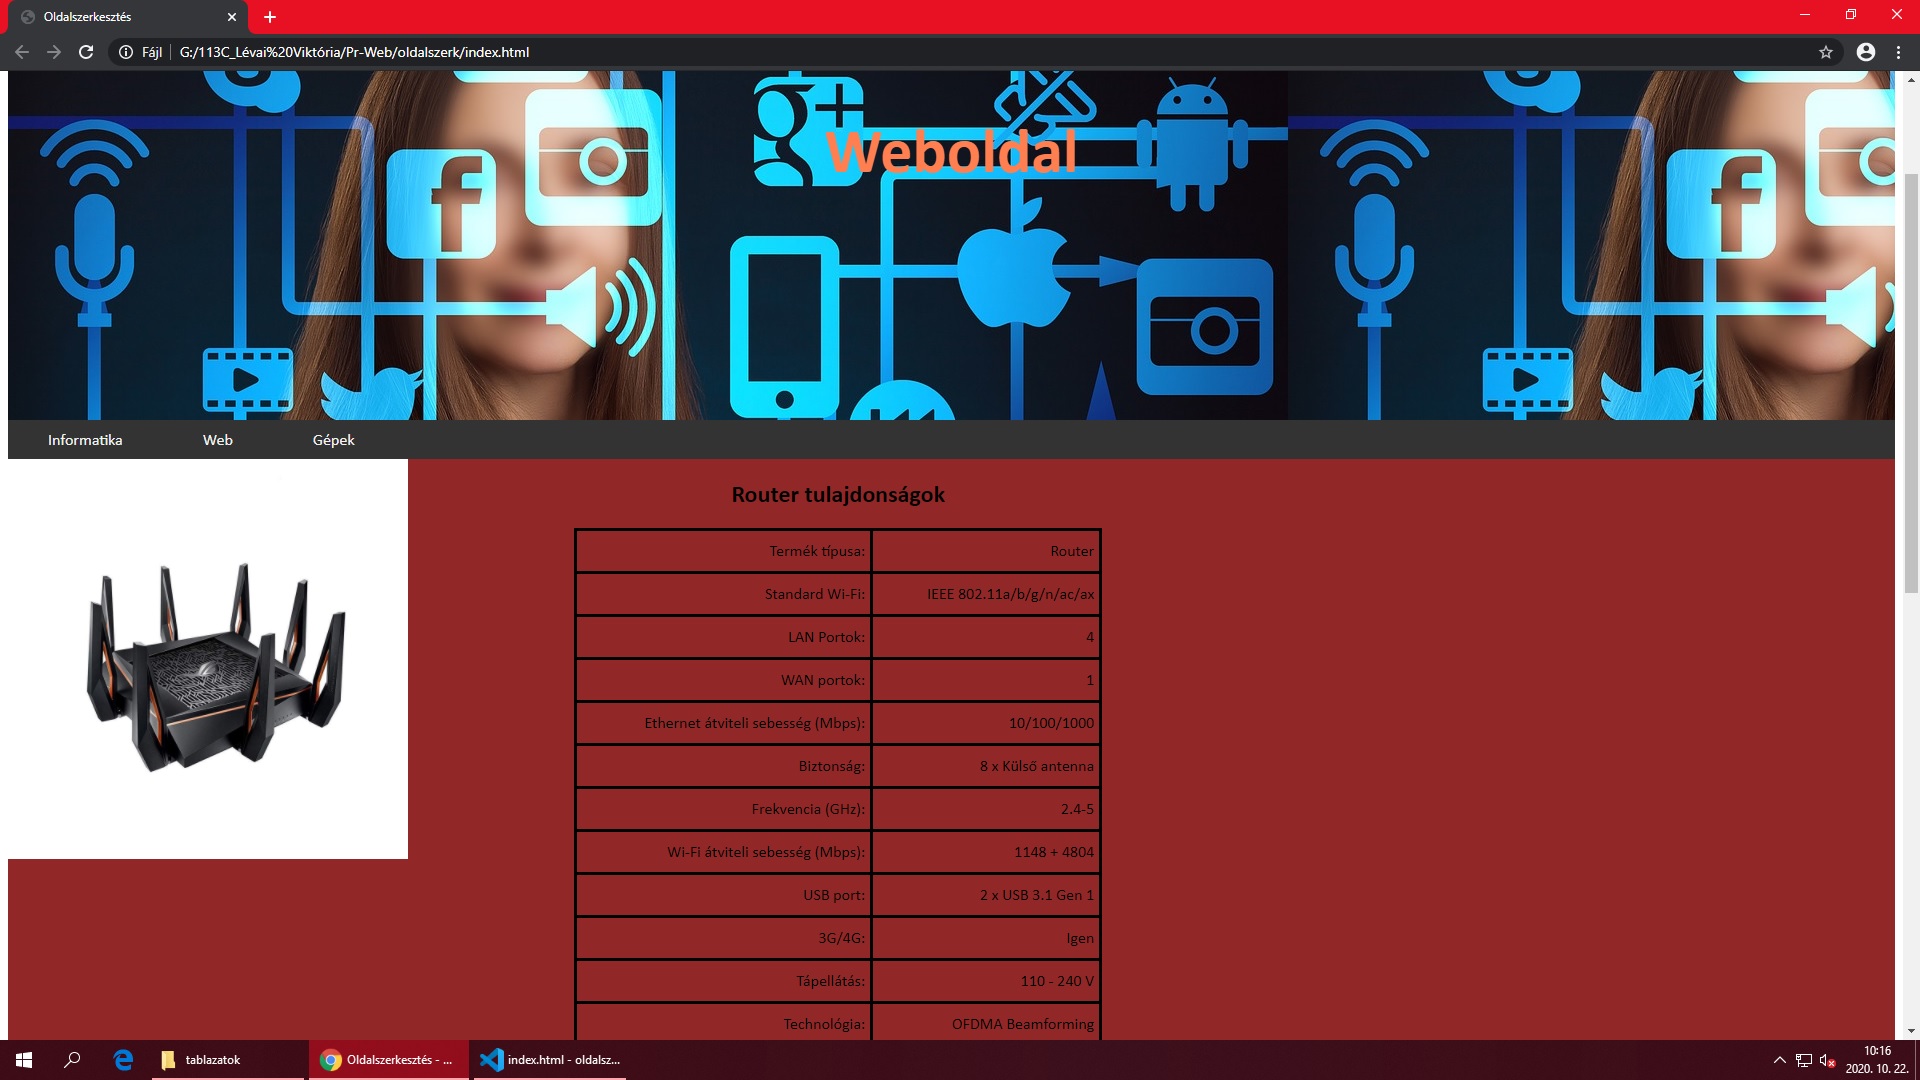 Oldalszerkesztés
Fájl
G:/113C_Lévai%20Viktória/Pr-Web/oldalszerk/index.html
Weboldal
Informatika Web Gépek
Router tulajdonságok
Termék típusa: Router
Standard Wi-Fi: IEEE 802.11a/b/g/n/ac/ax
LAN Portok: 4
WAN portok: 1
Ethernet átviteli sebesség (Mbps): 10/100/1000
Biztonság: 8 x Külső antenna
Frekvencia (GHz): 2.4-5
Wi-Fi átviteli sebesség (Mbps): 1148 + 4804
USB port: 2 x USB 3.1 Gen 1
3G/4G: Igen
Tápellátás: 110 - 240 V
Technológia: OFDMA Beamforming
tablazatok
Oldalszerkesztés - ...
index.html - oldalsz...
10:16
2020. 10. 22.